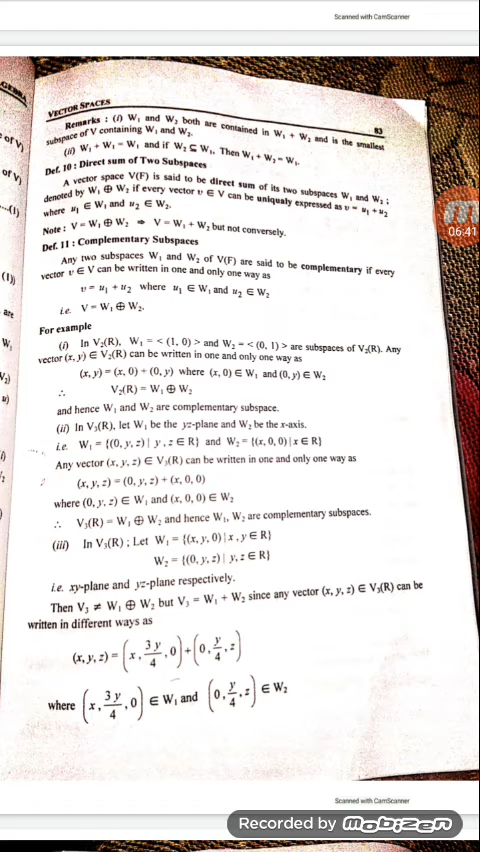 Scanned with CamScanner
VECTOR SPACES
83
Remarks : (i) W₁ and W₂ both are contained in W₁ + W₂ and is the smallest
subspace of V containing W₁ and W₂.
(ii) W₁ + W₁ = W₁ and if W₂ ⊆ W₁, Then W₁ + W₂ = W₁.
Def. 10 : Direct sum of Two Subspaces
A vector space V(F) is said to be direct sum of its two subspaces W₁ and W₂ ;
denoted by W₁ ⊕ W₂ if every vector υ ∈ V can be uniqualy expressed as υ = u₁ + u₂
where u₁ ∈ W₁ and u₂ ∈ W₂.
Note : V = W₁ ⊕ W₂ ⇒ V = W₁ + W₂ but not conversely.
Def. 11 : Complementary Subspaces
Any two subspaces W₁ and W₂ of V(F) are said to be complementary if every
vector υ ∈ V can be written in one and only one way as
υ = u₁ + u₂ where u₁ ∈ W₁ and u₂ ∈ W₂
i.e. V = W₁ ⊕ W₂.
For example
(i) In V₂(R), W₁ = < (1, 0) > and W₂ = < (0, 1) > are subspaces of V₂(R). Any
vector (x, y) ∈ V₂(R) can be written in one and only one way as
(x, y) = (x, 0) + (0, y) where (x, 0) ∈ W₁ and (0, y) ∈ W₂
∴ V₂(R) = W₁ ⊕ W₂
and hence W₁ and W₂ are complementary subspace.
(ii) In V₃(R), let W₁ be the yz-plane and W₂ be the x-axis.
i.e. W₁ = {(0, y, z) | y , z ∈ R} and W₂ = {(x, 0, 0) | x ∈ R}
Any vector (x, y, z) ∈ V₃(R) can be written in one and only one way as
(x, y, z) = (0, y, z) + (x, 0, 0)
where (0, y, z) ∈ W₁ and (x, 0, 0) ∈ W₂
∴ V₃(R) = W₁ ⊕ W₂ and hence W₁, W₂ are complementary subspaces.
(iii) In V₃(R) ; Let W₁ = {(x, y, 0) | x , y ∈ R}
W₂ = {(0, y, z) | y, z ∈ R}
i.e. xy-plane and yz-plane respectively.
Then V₃ ≠ W₁ ⊕ W₂ but V₃ = W₁ + W₂ since any vector (x, y, z) ∈ V₃(R) can be
written in different ways as
(x, y, z) = (x, 3y/4, 0) + (0, y/4, z)
where (x, 3y/4, 0) ∈ W₁ and (0, y/4, z) ∈ W₂
06:41
Scanned with CamScanner
Recorded by mobizen